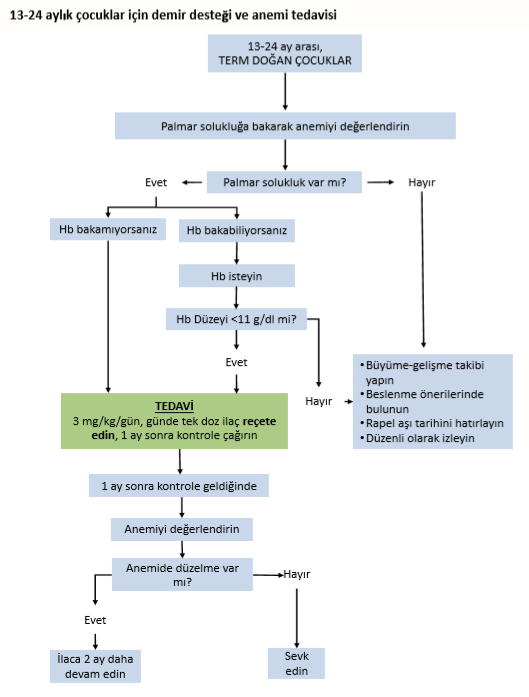 13-24 aylık çocuklar için demir desteği ve anemi tedavisi
13-24 ay arası,
TERM DOĞAN ÇOCUKLAR
Palmar solukluğa bakarak anemiyi değerlendirin
Evet
Palmar solukluk var mı?
Hayır
Hb bakamıyorsanız
Hb bakabiliyorsanız
Hb isteyin
Hb Düzeyi <11 g/dl mi?
Evet
Hayır
• Büyüme-gelişme takibi
yapın
• Beslenme önerilerinde
bulunun
• Rapel aşı tarihini hatırlayın
• Düzenli olarak izleyin
TEDAVİ
3 mg/kg/gün, günde tek doz ilaç reçete
edin, 1 ay sonra kontrole çağırın
1 ay sonra kontrole geldiğinde
Anemiyi değerlendirin
Anemide düzelme var
mı?
Hayır
Evet
İlaca 2 ay daha
devam edin
Sevk
edin